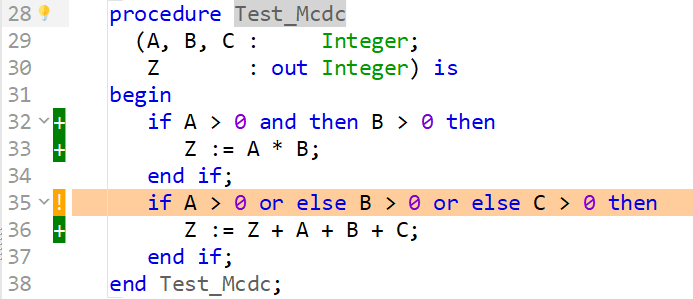 28 procedure Test_Mcdc
29 (A, B, C : Integer;
30 Z : out Integer) is
31 begin
32 + if A > 0 and then B > 0 then
33 + Z := A * B;
34 end if;
35 ! if A > 0 or else B > 0 or else C > 0 then
36 + Z := Z + A + B + C;
37 end if;
38 end Test_Mcdc;